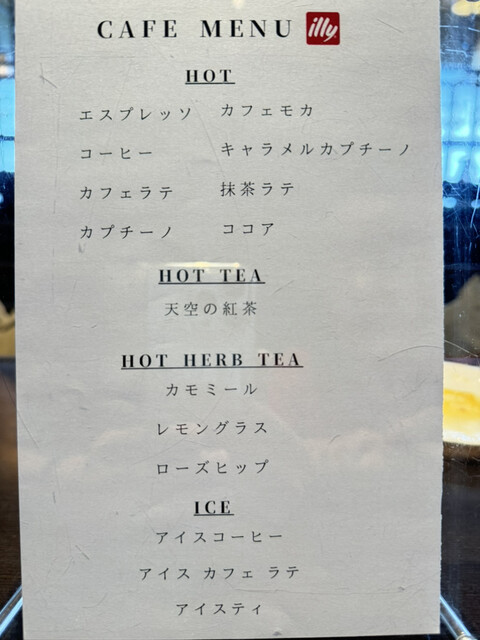 CAFE MENU illy
HOT
エスプレッソ カフェモカ
コーヒー キャラメルカプチーノ
カフェラテ 抹茶ラテ
カプチーノ ココア
HOT TEA
天空の紅茶
HOT HERB TEA
カモミール
レモングラス
ローズヒップ
ICE
アイスコーヒー
アイス カフェ ラテ
アイスティ